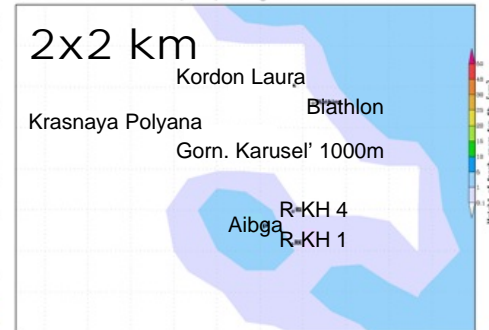 2x2 km
Kordon Laura
Biathlon
Krasnaya Polyana
Gorn. Karusel' 1000m
R-KH 4
Aibga
R-KH 1